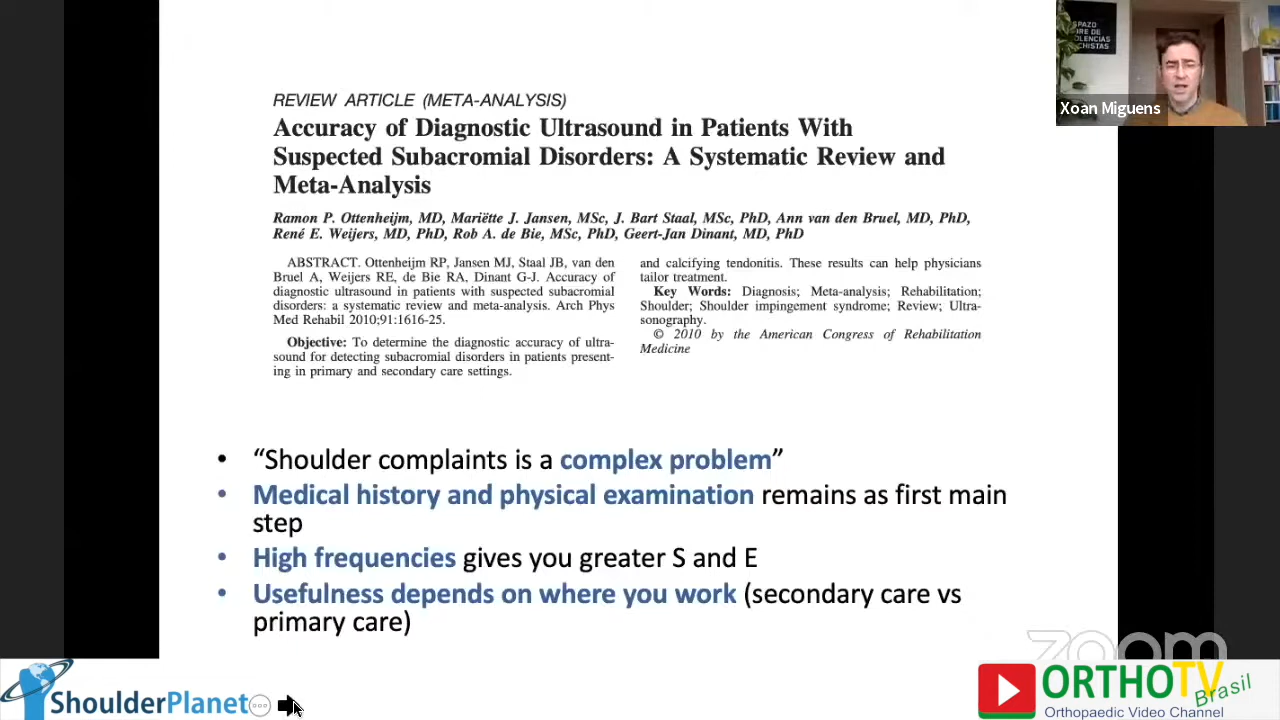 REVIEW ARTICLE (META-ANALYSIS)
Accuracy of Diagnostic Ultrasound in Patients With
Suspected Subacromial Disorders: A Systematic Review and
Meta-Analysis
Ramon P. Ottenheijm, MD, Mariëtte J. Jansen, MSc, J. Bart Staal, MSc, PhD, Ann van den Bruel, MD, PhD,
René E. Weijers, MD, PhD, Rob A. de Bie, MSc, PhD, Geert-Jan Dinant, MD, PhD
ABSTRACT. Ottenheijm RP, Jansen MJ, Staal JB, van den
Bruel A, Weijers RE, de Bie RA, Dinant G-J. Accuracy of
diagnostic ultrasound in patients with suspected subacromial
disorders: a systematic review and meta-analysis. Arch Phys
Med Rehabil 2010;91:1616-25.
Objective: To determine the diagnostic accuracy of ultra-
sound for detecting subacromial disorders in patients present-
ing in primary and secondary care settings.
and calcifying tendonitis. These results can help physicians
tailor treatment.
Key Words: Diagnosis; Meta-analysis; Rehabilitation;
Shoulder; Shoulder impingement syndrome; Review; Ultra-
sonography.
© 2010 by the American Congress of Rehabilitation
Medicine
• “Shoulder complaints is a complex problem”
• Medical history and physical examination remains as first main
step
• High frequencies gives you greater S and E
• Usefulness depends on where you work (secondary care vs
primary care)
Xoan Miguens
zoom
ShoulderPlanet
ORTHOTV
Brasil
Orthopaedic Video Channel